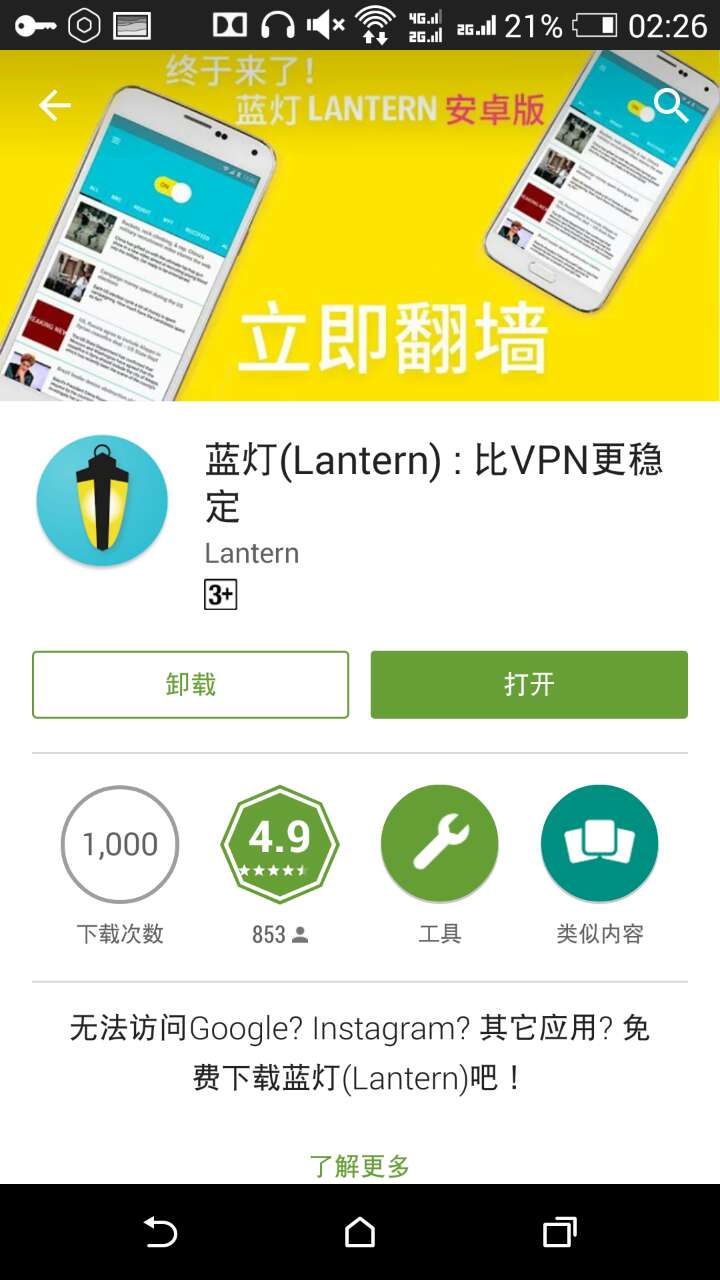 4G
2G
2G
21%
02:26
终于来了！
蓝灯 LANTERN 安卓版
ON
ON
ALL
立即翻墙
蓝灯(Lantern) : 比VPN更稳
定
Lantern
3+
卸载
打开
1,000
4.9
下载次数
853
工具
类似内容
无法访问Google? Instagram? 其它应用? 免
费下载蓝灯(Lantern)吧！
了解更多